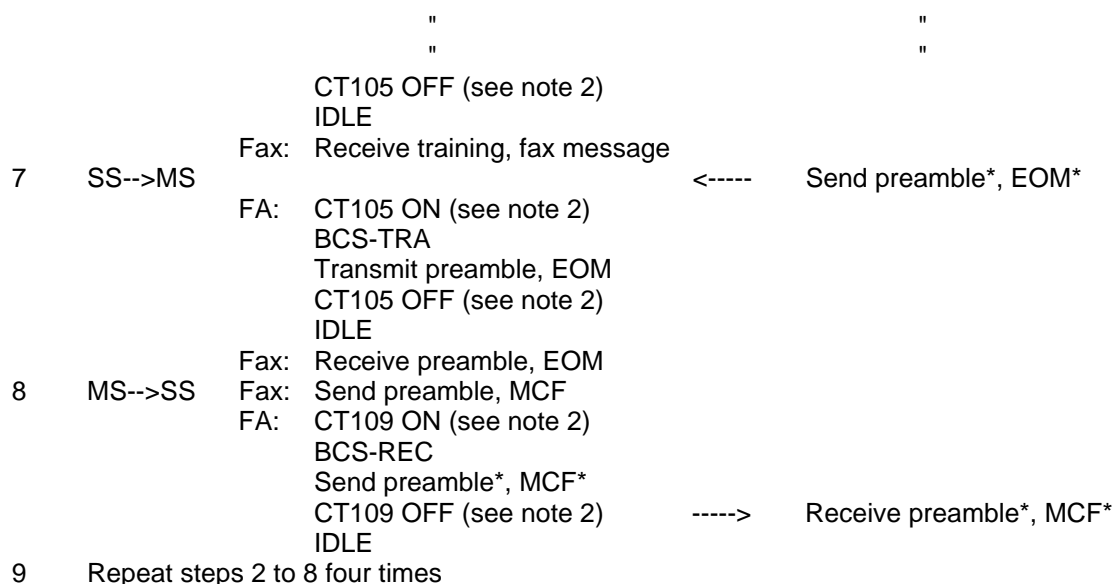 " "
" "
CT105 OFF (see note 2)
IDLE
Fax: Receive training, fax message
7 SS-->MS <----- Send preamble*, EOM*
FA: CT105 ON (see note 2)
BCS-TRA
Transmit preamble, EOM
CT105 OFF (see note 2)
IDLE
Fax: Receive preamble, EOM
8 MS-->SS Fax: Send preamble, MCF
FA: CT109 ON (see note 2)
BCS-REC
Send preamble*, MCF*
CT109 OFF (see note 2) -----> Receive preamble*, MCF*
IDLE
9 Repeat steps 2 to 8 four times